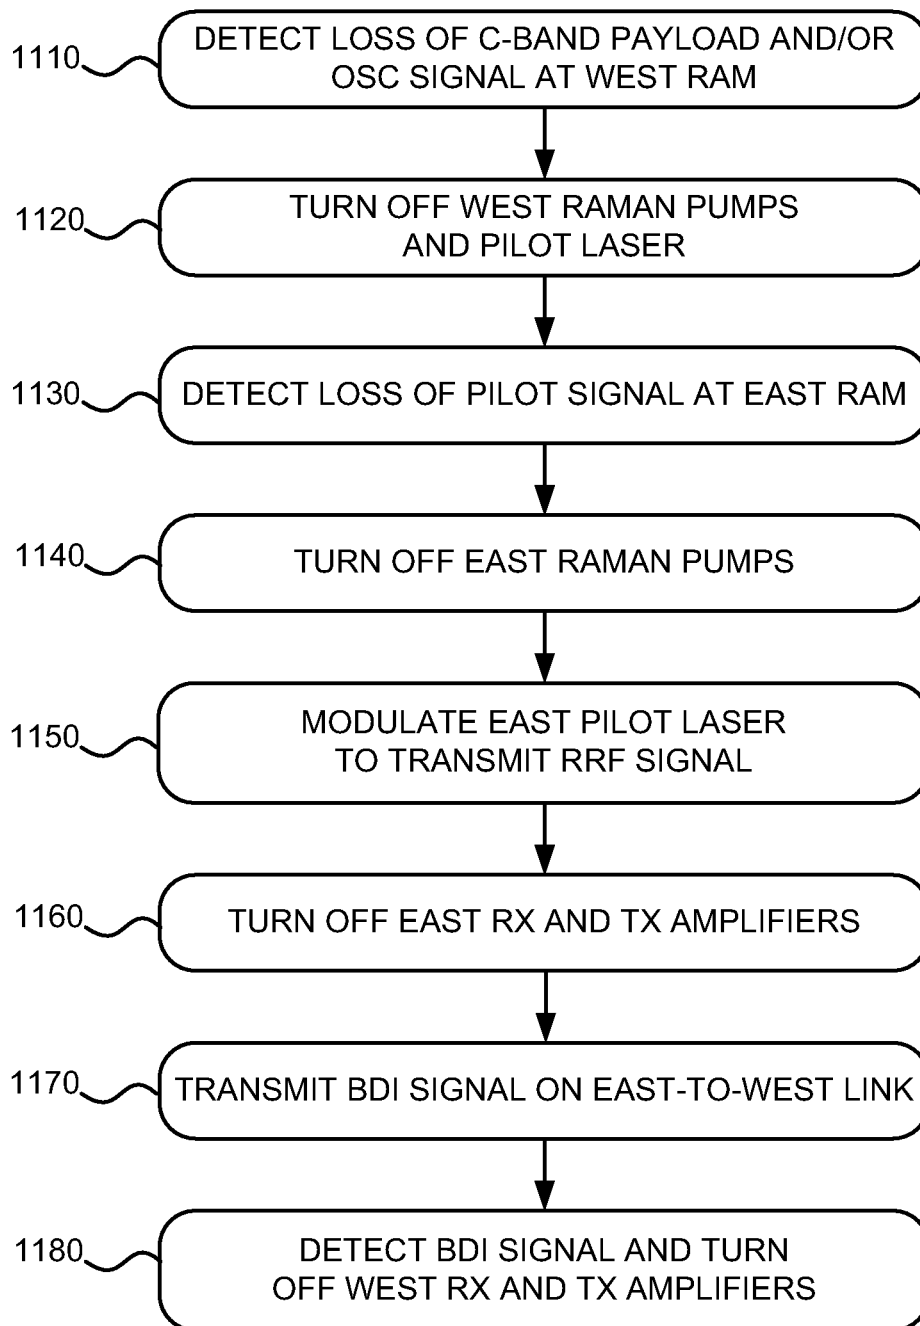 1110
DETECT LOSS OF C-BAND PAYLOAD AND/OR
OSC SIGNAL AT WEST RAM
1120
TURN OFF WEST RAMAN PUMPS
AND PILOT LASER
1130
DETECT LOSS OF PILOT SIGNAL AT EAST RAM
1140
TURN OFF EAST RAMAN PUMPS
1150
MODULATE EAST PILOT LASER
TO TRANSMIT RRF SIGNAL
1160
TURN OFF EAST RX AND TX AMPLIFIERS
1170
TRANSMIT BDI SIGNAL ON EAST-TO-WEST LINK
1180
DETECT BDI SIGNAL AND TURN
OFF WEST RX AND TX AMPLIFIERS